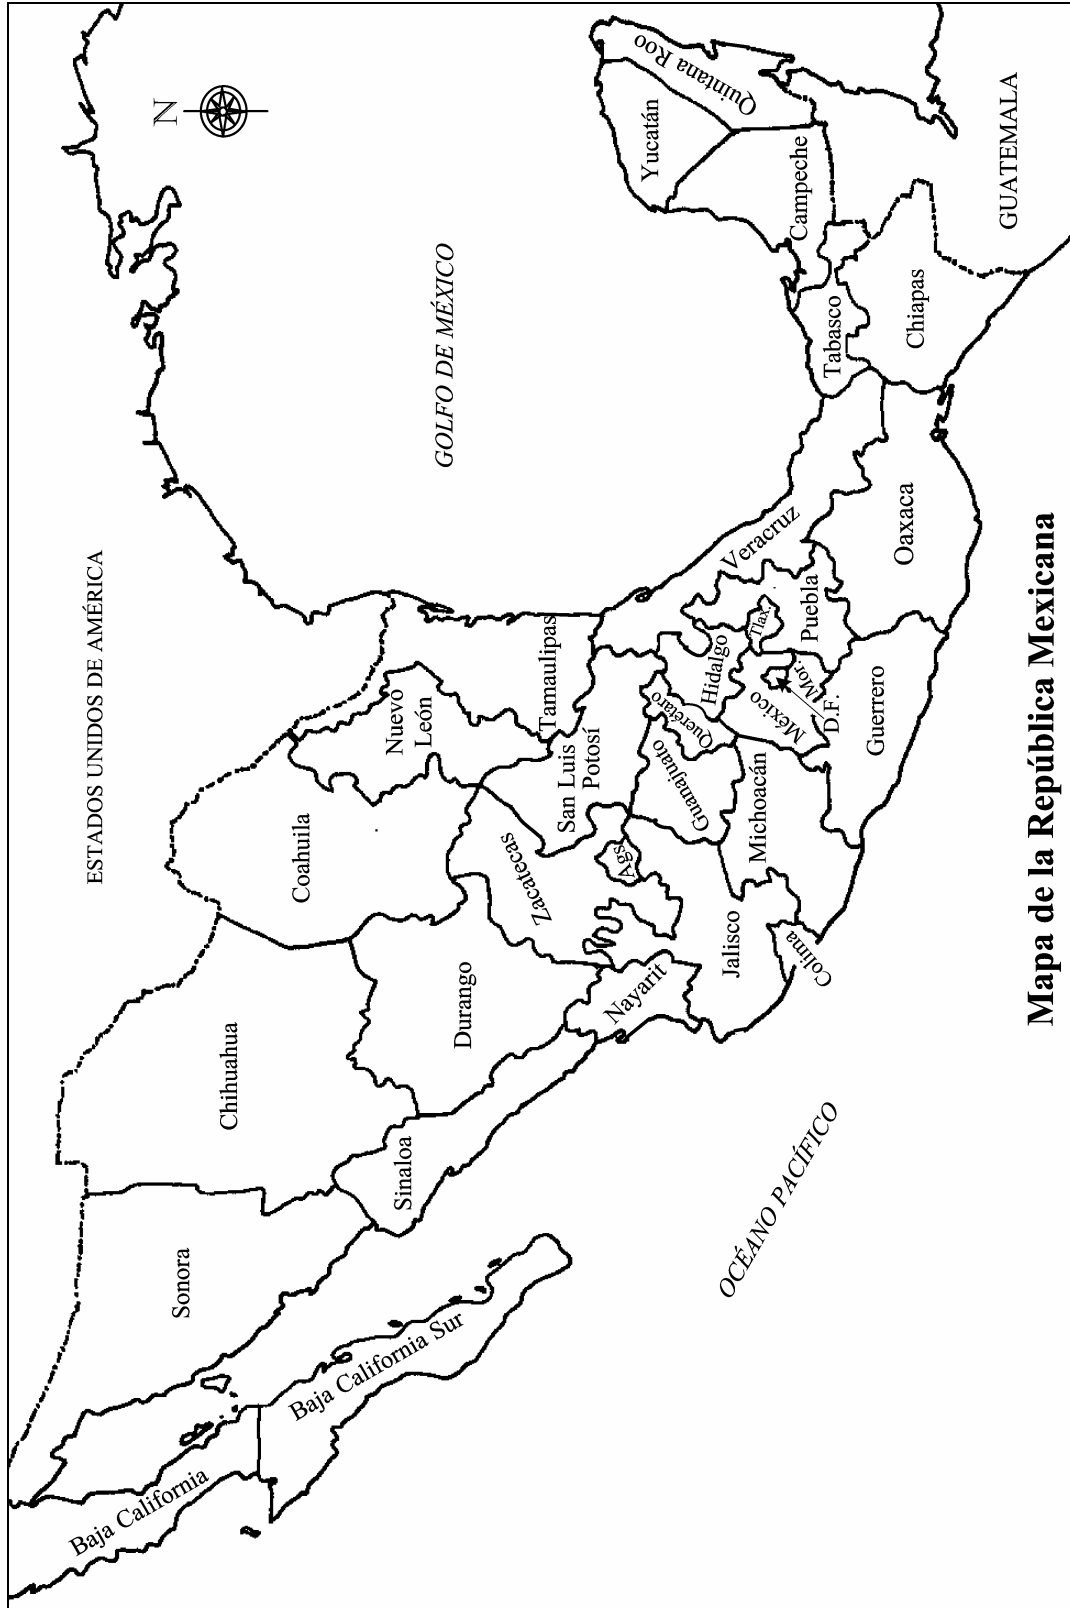 ESTADOS UNIDOS DE AMÉRICA
N
Baja California
Sonora
Chihuahua
Coahuila
Baja California Sur
Sinaloa
Durango
Nuevo
León
GOLFO DE MÉXICO
Zacatecas
Tamaulipas
San Luis
Potosí
Nayarit
Ags.
Jalisco
Guanajuato
Querétaro
Hidalgo
Veracruz
Yucatán
Quintana Roo
Campeche
Tabasco
Colima
Michoacán
México
Tlax.
Mor.
D.F.
Puebla
Guerrero
Oaxaca
Chiapas
GUATEMALA
OCÉANO PACÍFICO
Mapa de la República Mexicana